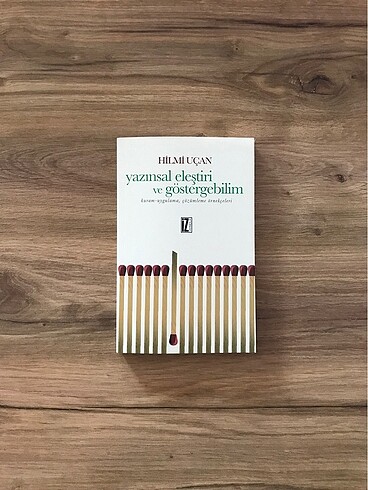 HİLMİ UÇAN
yazınsal eleştiri
ve göstergebilim
kuram-uygulama, çözümleme örnekçeleri
İZ